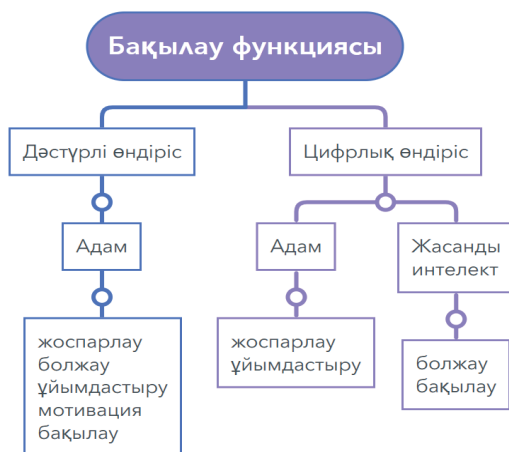 Бақылау функциясы
Дәстүрлі өндіріс
Цифрлық өндіріс
Адам
Адам
Жасанды
интелект
жоспарлау
болжау
ұйымдастыру
мотивация
бақылау
жоспарлау
ұйымдастыру
болжау
бақылау